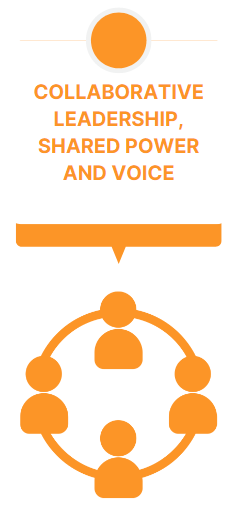 COLLABORATIVE
LEADERSHIP,
SHARED POWER
AND VOICE